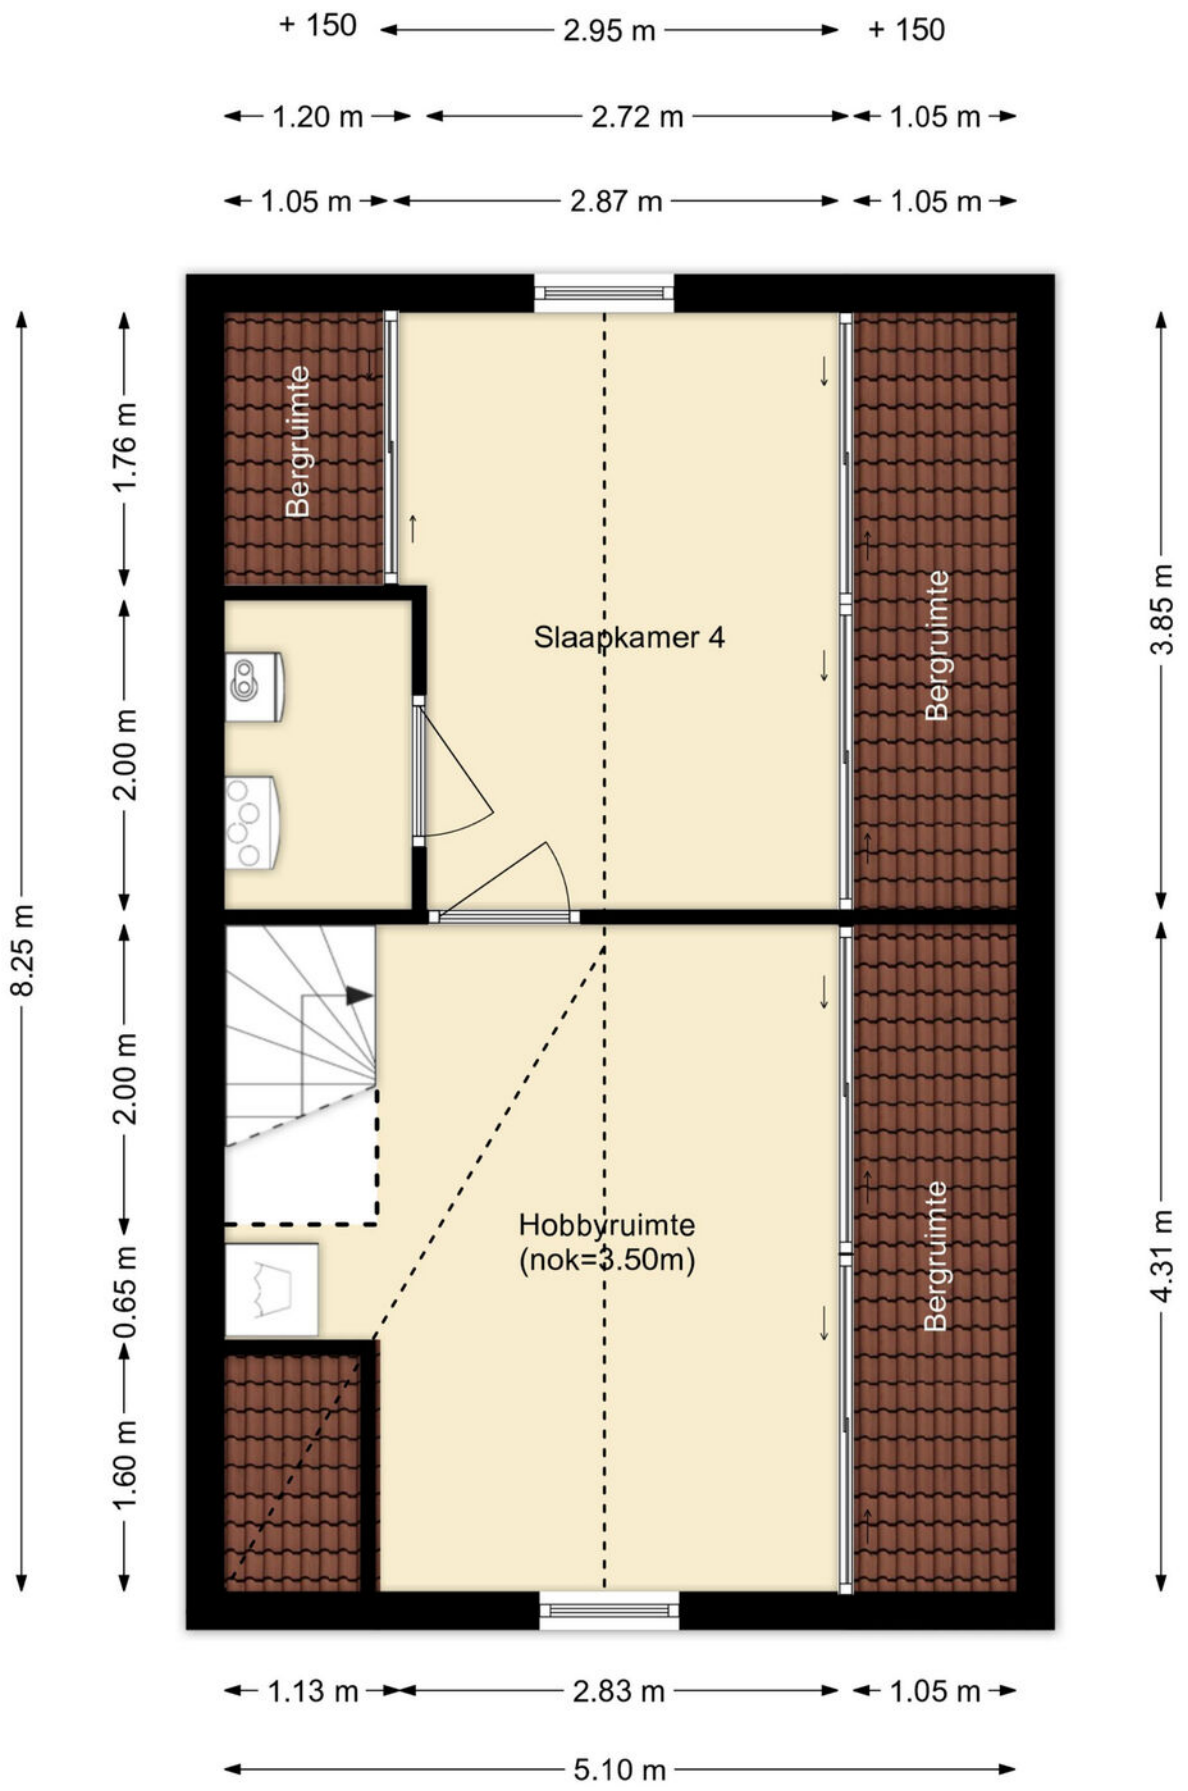 + 150
2.95 m
+ 150
1.20 m
2.72 m
1.05 m
1.05 m
2.87 m
1.05 m
8.25 m
1.76 m
2.00 m
2.00 m
0.65 m
1.60 m
Bergruimte
Slaapkamer 4
Bergruimte
3.85 m
Hobbyruimte
(nok=3.50m)
Bergruimte
4.31 m
1.13 m
2.83 m
1.05 m
5.10 m